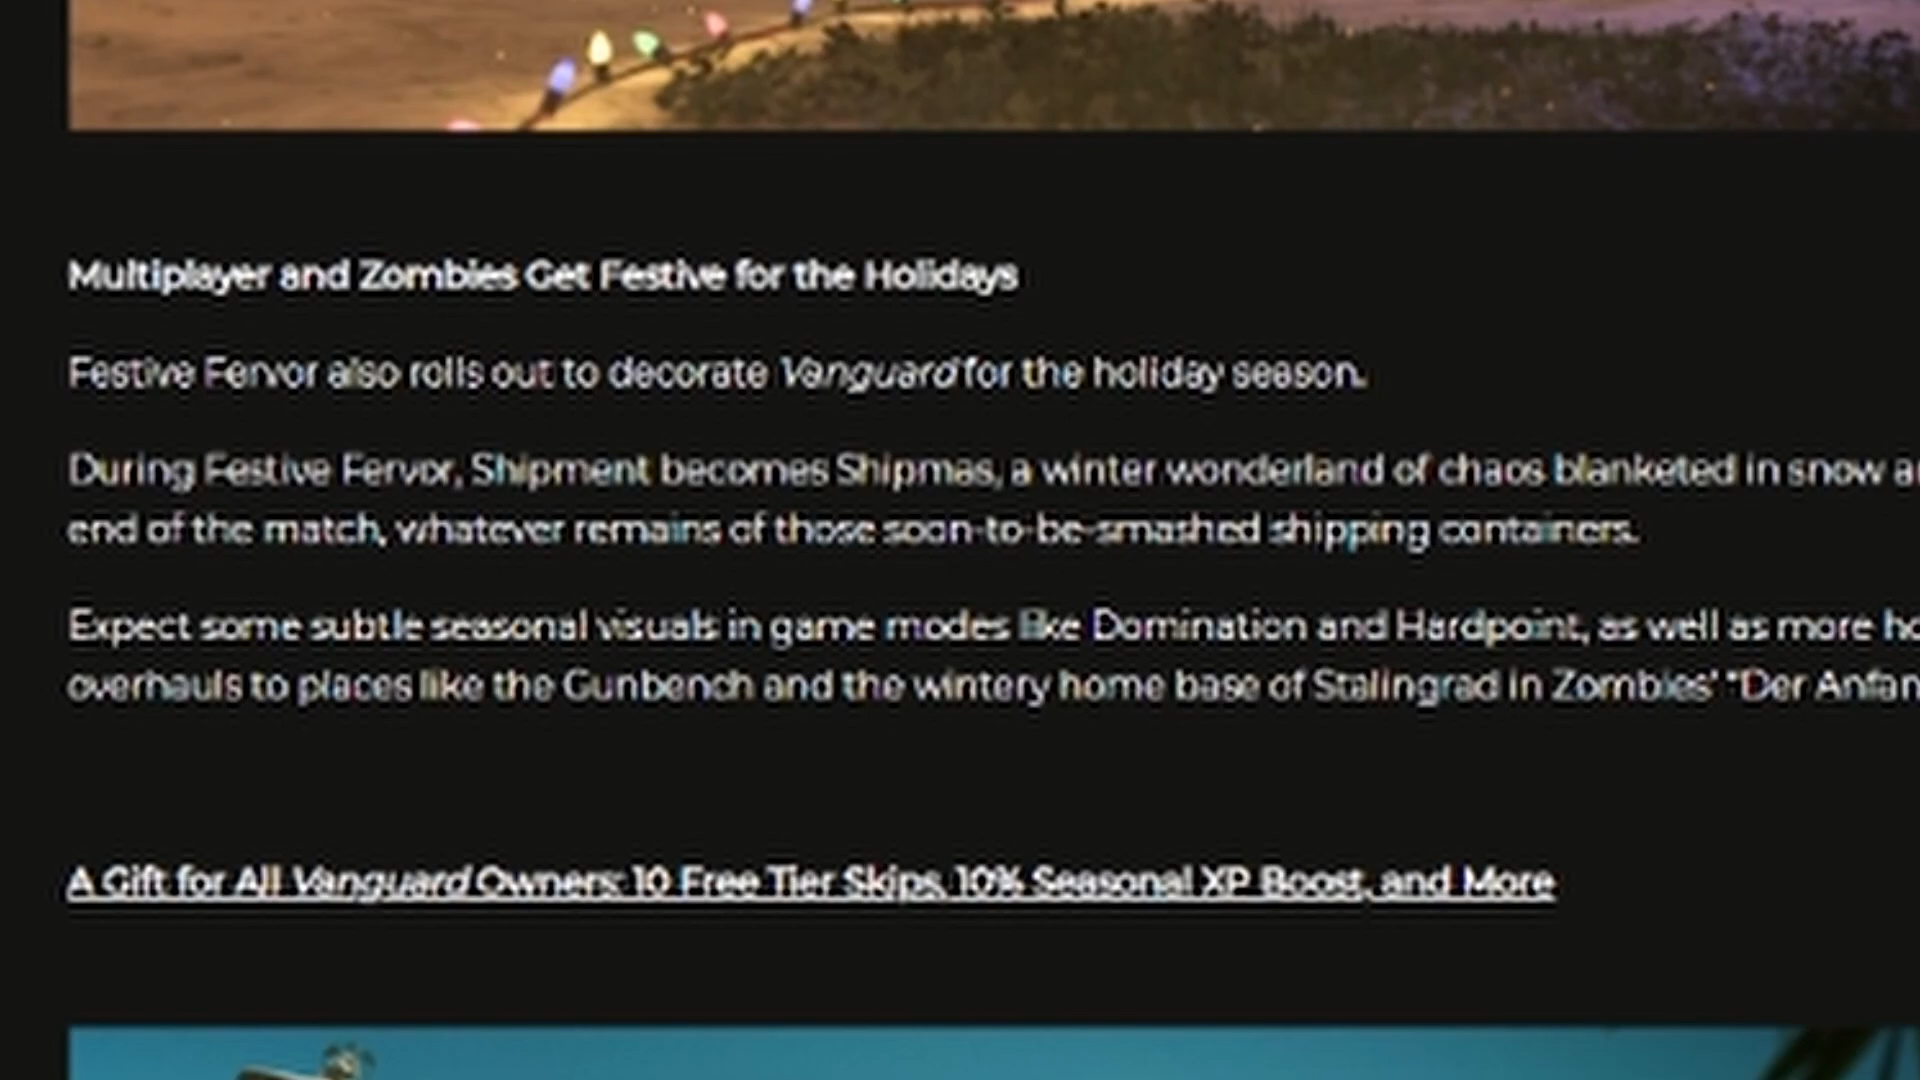 Multiplayer and Zombies Get Festive for the Holidays
Festive Fervor also rolls out to decorate Vanguard for the holiday season.
During Festive Fervor, Shipment becomes Shipmas, a winter wonderland of chaos blanketed in snow
end of the match, whatever remains of those soon-to-be-smashed shipping containers.
Expect some subtle seasonal visuals in game modes like Domination and Hardpoint, as well as more
overhauls to places like the Gunbench and the wintery home base of Stalingrad in Zombies' "Der Anfan
A Gift for All Vanguard Owners: 10 Free Tier Skips, 10% Seasonal XP Boost, and More